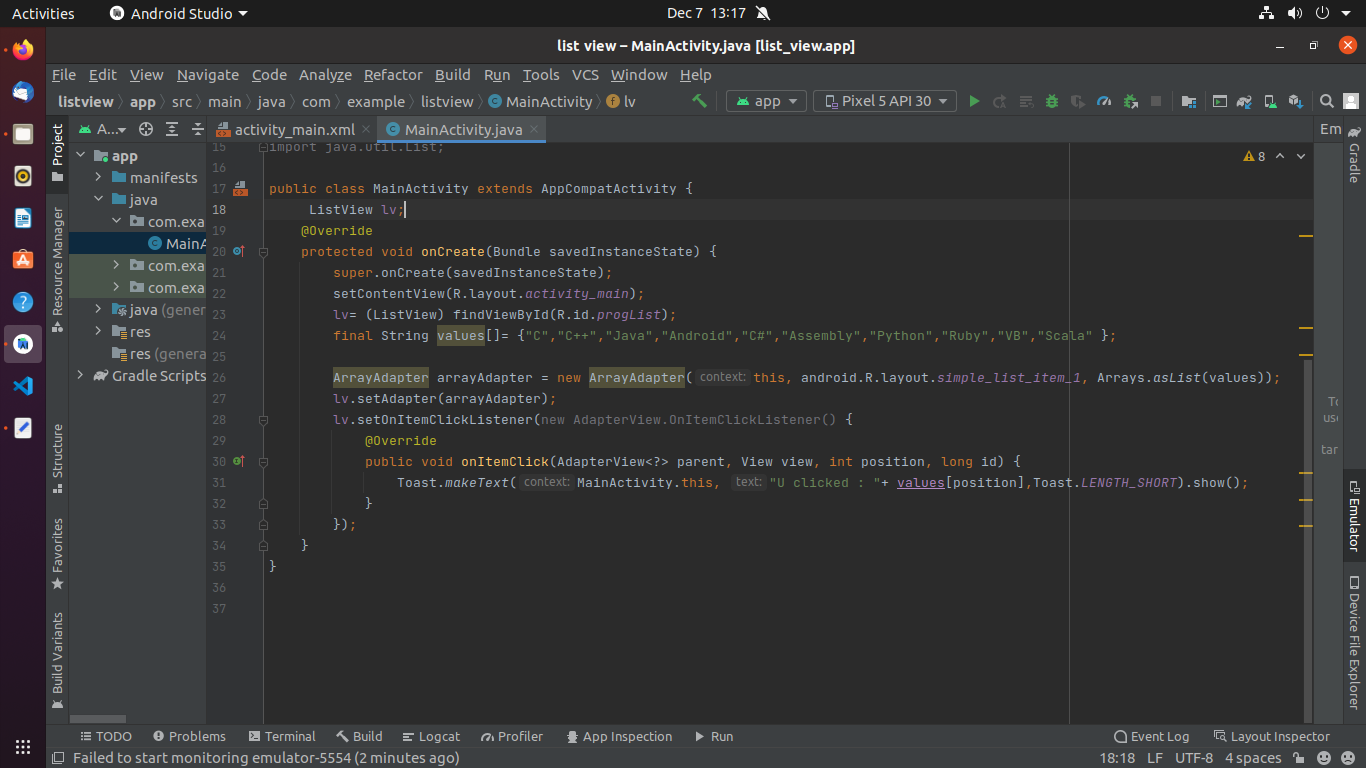 Activities Android Studio Dec 7 13:17
list view – MainActivity.java [list_view.app]
File Edit View Navigate Code Analyze Refactor Build Run Tools VCS Window Help
listview app src main java com example listview MainActivity lv app Pixel 5 API 30
A... activity_main.xml MainActivity.java Em
Project
Resource Manager
Structure
Favorites
Build Variants
app
manifests
java
com.exa
MainA
com.exa
com.exa
java (gener
res
res (genera
Gradle Scripts
8
15 import java.util.List;
16
17 public class MainActivity extends AppCompatActivity {
18 ListView lv;
19 @Override
20 protected void onCreate(Bundle savedInstanceState) {
21 super.onCreate(savedInstanceState);
22 setContentView(R.layout.activity_main);
23 lv= (ListView) findViewById(R.id.progList);
24 final String values[]= {"C","C++","Java","Android","C#","Assembly","Python","Ruby","VB","Scala" };
25
26 ArrayAdapter arrayAdapter = new ArrayAdapter( context: this, android.R.layout.simple_list_item_1, Arrays.asList(values));
27 lv.setAdapter(arrayAdapter);
28 lv.setOnItemClickListener(new AdapterView.OnItemClickListener() {
29 @Override
30 public void onItemClick(AdapterView<?> parent, View view, int position, long id) {
31 Toast.makeText( context: MainActivity.this, text: "U clicked : "+ values[position],Toast.LENGTH_SHORT).show();
32 }
33 });
34 }
35 }
36
37
To
use
tar
Gradle
Emulator
Device File Explorer
TODO Problems Terminal Build Logcat Profiler App Inspection Run Event Log Layout Inspector
Failed to start monitoring emulator-5554 (2 minutes ago) 18:18 LF UTF-8 4 spaces